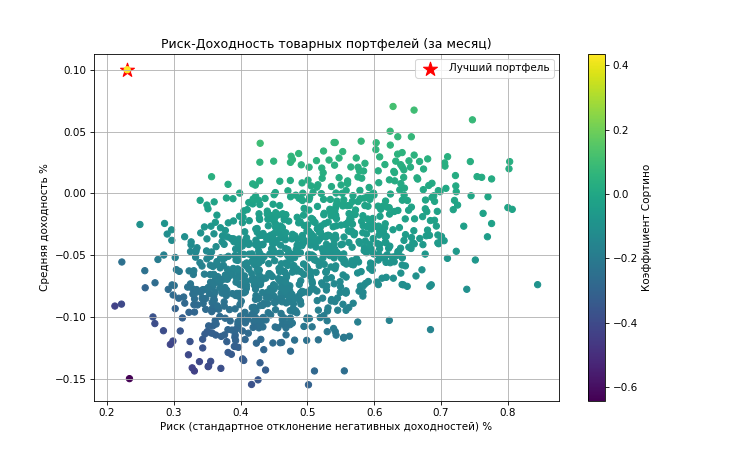 Риск-Доходность товарных портфелей (за месяц)
Лучший портфель
Средняя доходность %
0.10
0.05
0.00
−0.05
−0.10
−0.15
0.2 0.3 0.4 0.5 0.6 0.7 0.8
Риск (стандартное отклонение негативных доходностей) %
0.4
0.2
0.0
−0.2
−0.4
−0.6
Коэффициент Сортино